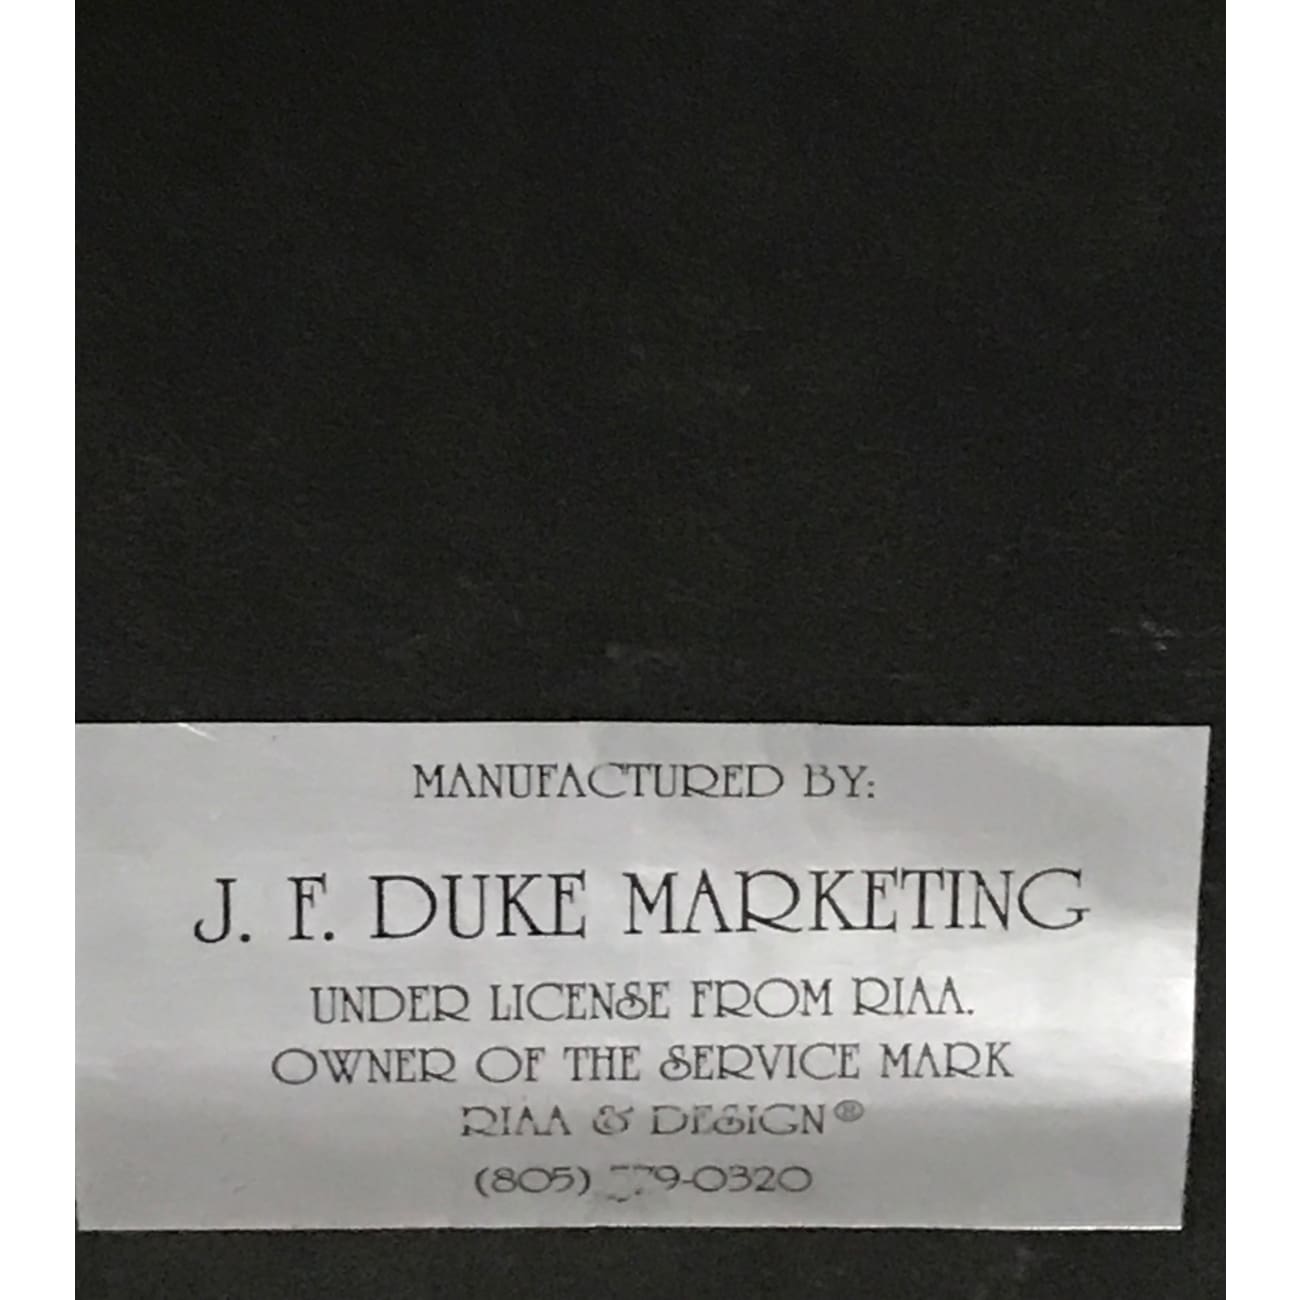 MANUFACTURED BY:
J. F. DUKE MARKETING
UNDER LICENSE FROM RIAA.
OWNER OF THE SERVICE MARK
RIAA & DESIGN®
(805)